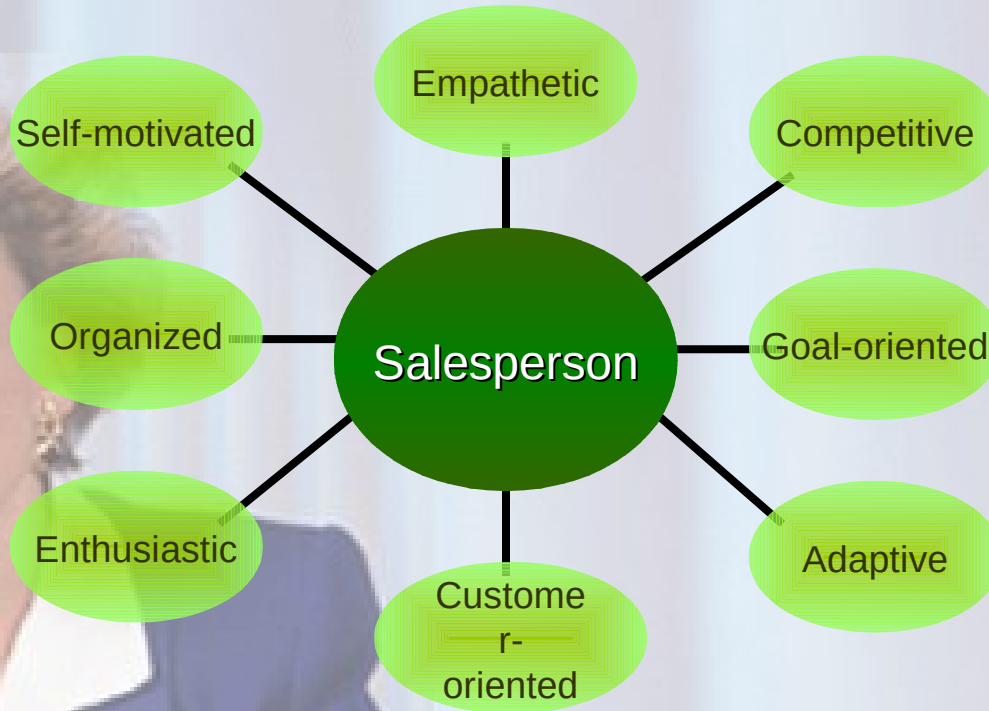 Empathetic
Self-motivated
Competitive
Organized
Salesperson
Goal-oriented
Enthusiastic
Adaptive
Custome
r-
oriented